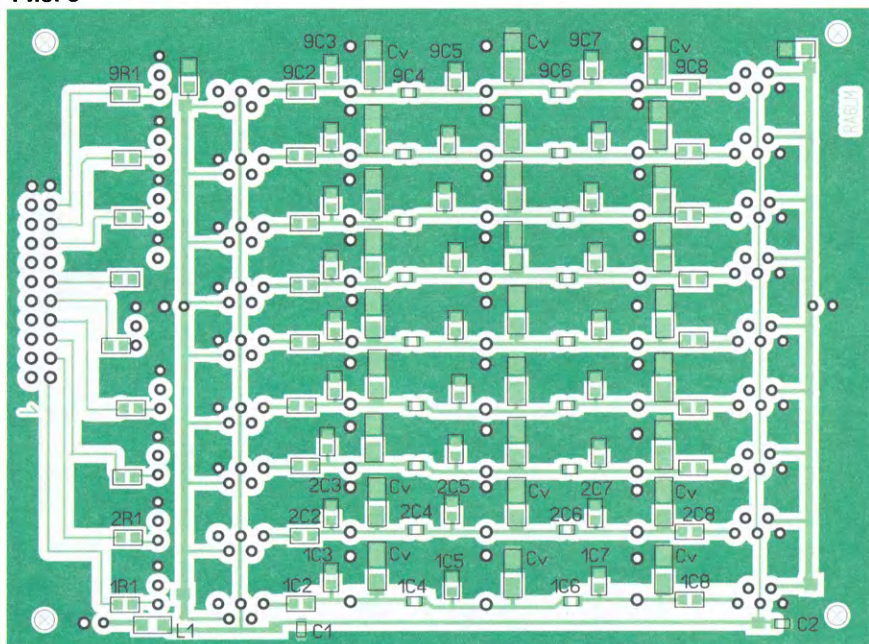 9C3 Cv 9C5 Cv 9C7 Cv
9R1 9C2 9C4 9C6 9C8
RA6LM
2C3 Cv 2C5 Cv 2C7 Cv
2R1 2C2 2C4 2C6 2C8
1C3 Cv 1C5 Cv 1C7 Cv
1R1 1C2 1C4 1C6 1C8
L1 C1 C2